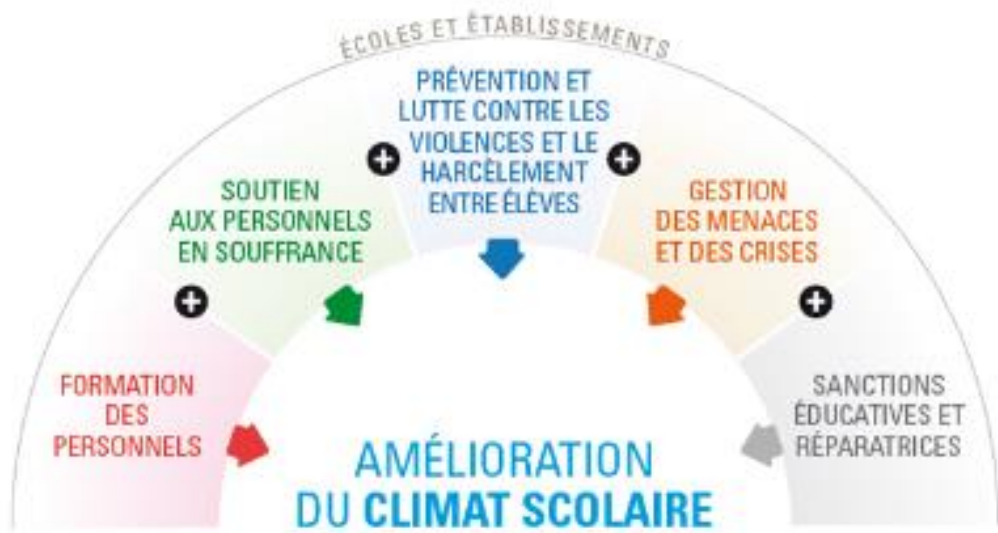 ÉCOLES ET ÉTABLISSEMENTS
PRÉVENTION ET
LUTTE CONTRE LES
VIOLENCES ET LE
HARCÈLEMENT
ENTRE ÉLÈVES
+
+
SOUTIEN
AUX PERSONNELS
EN SOUFFRANCE
GESTION
DES MENACES
ET DES CRISES
+
+
FORMATION
DES
PERSONNELS
SANCTIONS
ÉDUCATIVES ET
RÉPARATRICES
AMÉLIORATION
DU CLIMAT SCOLAIRE